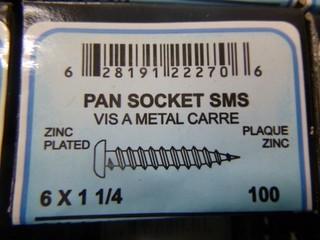 6 28191 22270 6
PAN SOCKET SMS
VIS A METAL CARRE
ZINC PLATED
PLAQUE ZINC
6 X 1 1/4 100